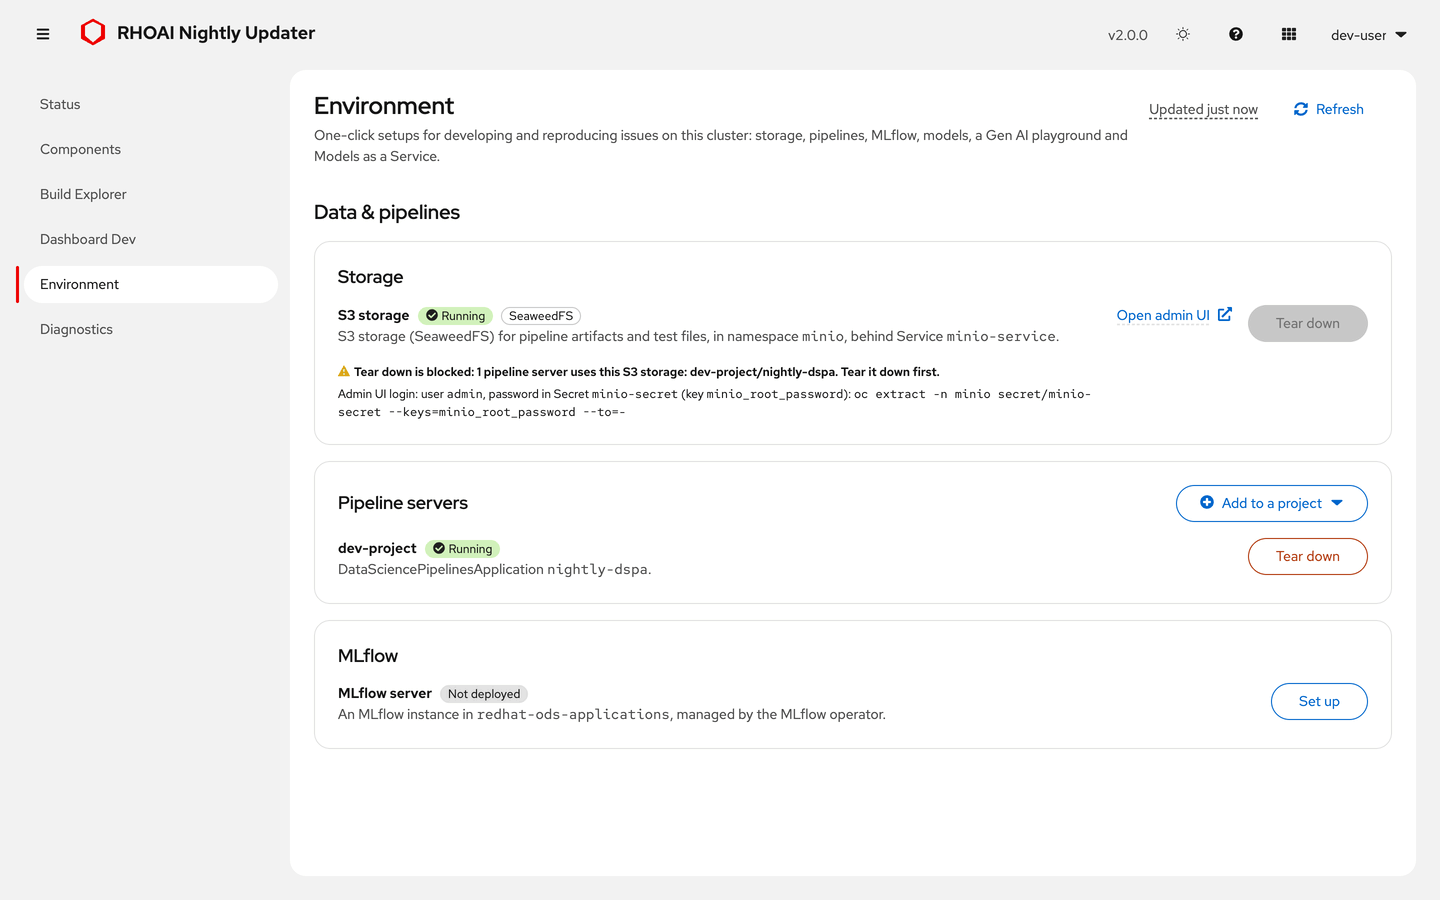 RHOAI Nightly Updater
v2.0.0
dev-user
Status
Components
Build Explorer
Dashboard Dev
Environment
Diagnostics
Environment
Updated just now
Refresh
One-click setups for developing and reproducing issues on this cluster: storage, pipelines, MLflow, models, a Gen AI playground and
Models as a Service.
Data & pipelines
Storage
S3 storage Running SeaweedFS
Open admin UI
Tear down
S3 storage (SeaweedFS) for pipeline artifacts and test files, in namespace minio, behind Service minio-service.
Tear down is blocked: 1 pipeline server uses this S3 storage: dev-project/nightly-dspa. Tear it down first.
Admin UI login: user admin, password in Secret minio-secret (key minio_root_password): oc extract -n minio secret/minio-
secret --keys=minio_root_password --to=-
Pipeline servers
Add to a project
dev-project Running
DataSciencePipelinesApplication nightly-dspa.
Tear down
MLflow
MLflow server Not deployed
An MLflow instance in redhat-ods-applications, managed by the MLflow operator.
Set up